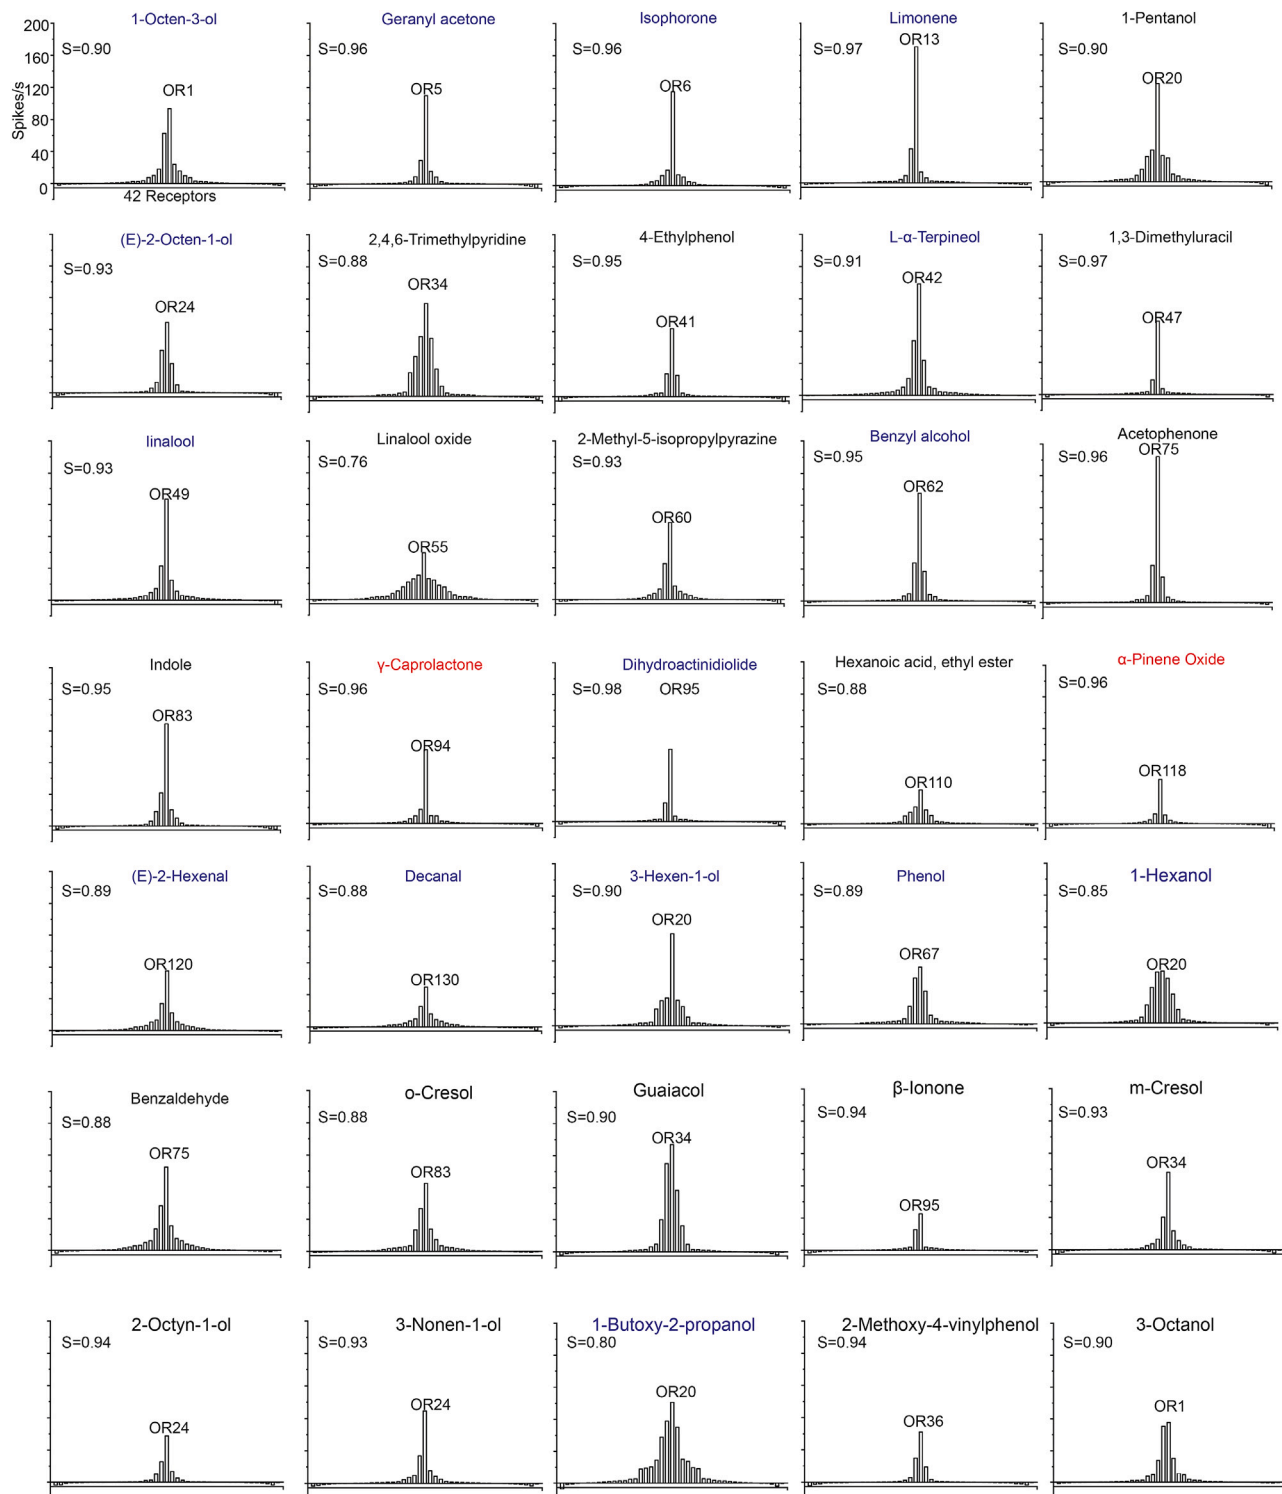 1-Octen-3-ol
Geranyl acetone
Isophorone
Limonene
1-Pentanol
200
160
120
80
40
0
Spikes/s
S=0.90
OR1
42 Receptors
S=0.96
OR5
S=0.96
OR6
S=0.97
OR13
S=0.90
OR20
(E)-2-Octen-1-ol
2,4,6-Trimethylpyridine
4-Ethylphenol
L-α-Terpineol
1,3-Dimethyluracil
S=0.93
OR24
S=0.88
OR34
S=0.95
OR41
S=0.91
OR42
S=0.97
OR47
linalool
Linalool oxide
2-Methyl-5-isopropylpyrazine
Benzyl alcohol
Acetophenone
S=0.93
OR49
S=0.76
OR55
S=0.93
OR60
S=0.95
OR62
S=0.96
OR75
Indole
γ-Caprolactone
Dihydroactinidiolide
Hexanoic acid, ethyl ester
α-Pinene Oxide
S=0.95
OR83
S=0.96
OR94
S=0.98
OR95
S=0.88
OR110
S=0.96
OR118
(E)-2-Hexenal
Decanal
3-Hexen-1-ol
Phenol
1-Hexanol
S=0.89
OR120
S=0.88
OR130
S=0.90
OR20
S=0.89
OR67
S=0.85
OR20
Benzaldehyde
o-Cresol
Guaiacol
β-Ionone
m-Cresol
S=0.88
OR75
S=0.88
OR83
S=0.90
OR34
S=0.94
OR95
S=0.93
OR34
2-Octyn-1-ol
3-Nonen-1-ol
1-Butoxy-2-propanol
2-Methoxy-4-vinylphenol
3-Octanol
S=0.94
OR24
S=0.93
OR24
S=0.80
OR20
S=0.94
OR36
S=0.90
OR1